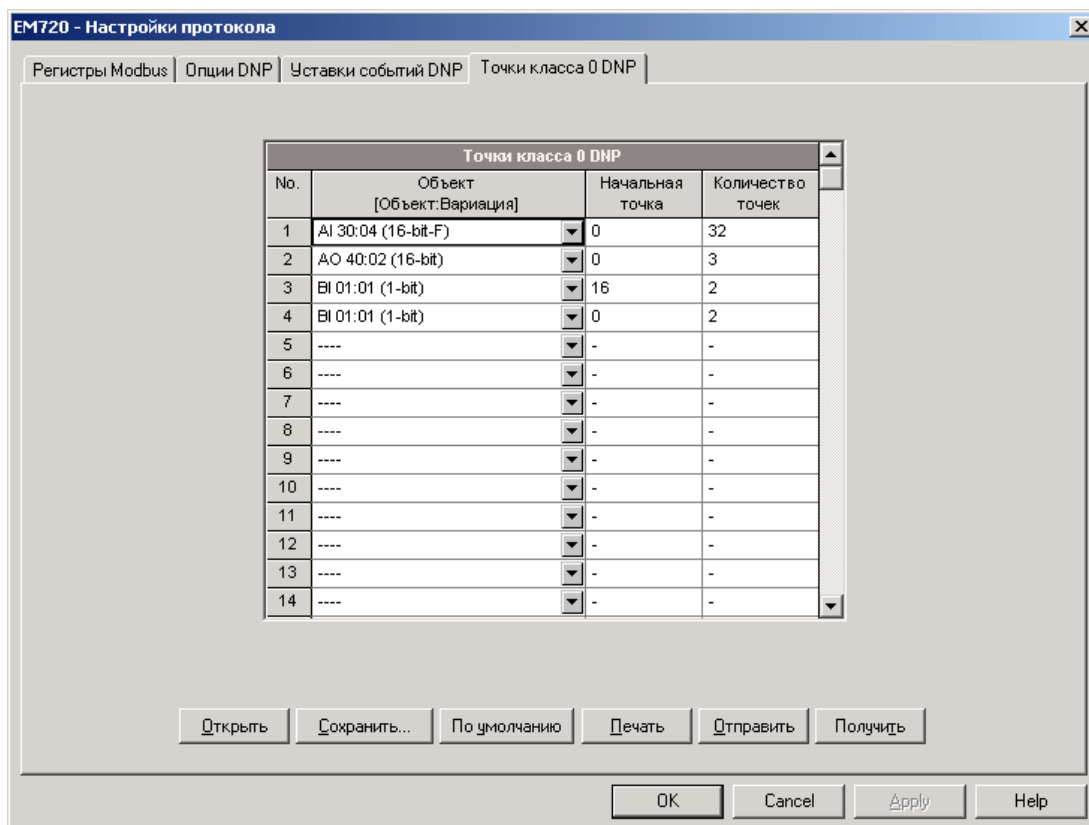 EM720 - Настройки протокола
Регистры Modbus Опции DNP Уставки событий DNP Точки класса 0 DNP
Точки класса 0 DNP
No. Объект Начальная Количество
[Объект:Вариация] точка точек
1 AI 30:04 (16-bit-F) 0 32
2 AO 40:02 (16-bit) 0 3
3 BI 01:01 (1-bit) 16 2
4 BI 01:01 (1-bit) 0 2
5 ---- - -
6 ---- - -
7 ---- - -
8 ---- - -
9 ---- - -
10 ---- - -
11 ---- - -
12 ---- - -
13 ---- - -
14 ---- - -
Открыть Сохранить... По умолчанию Печать Отправить Получить
OK Cancel Apply Help